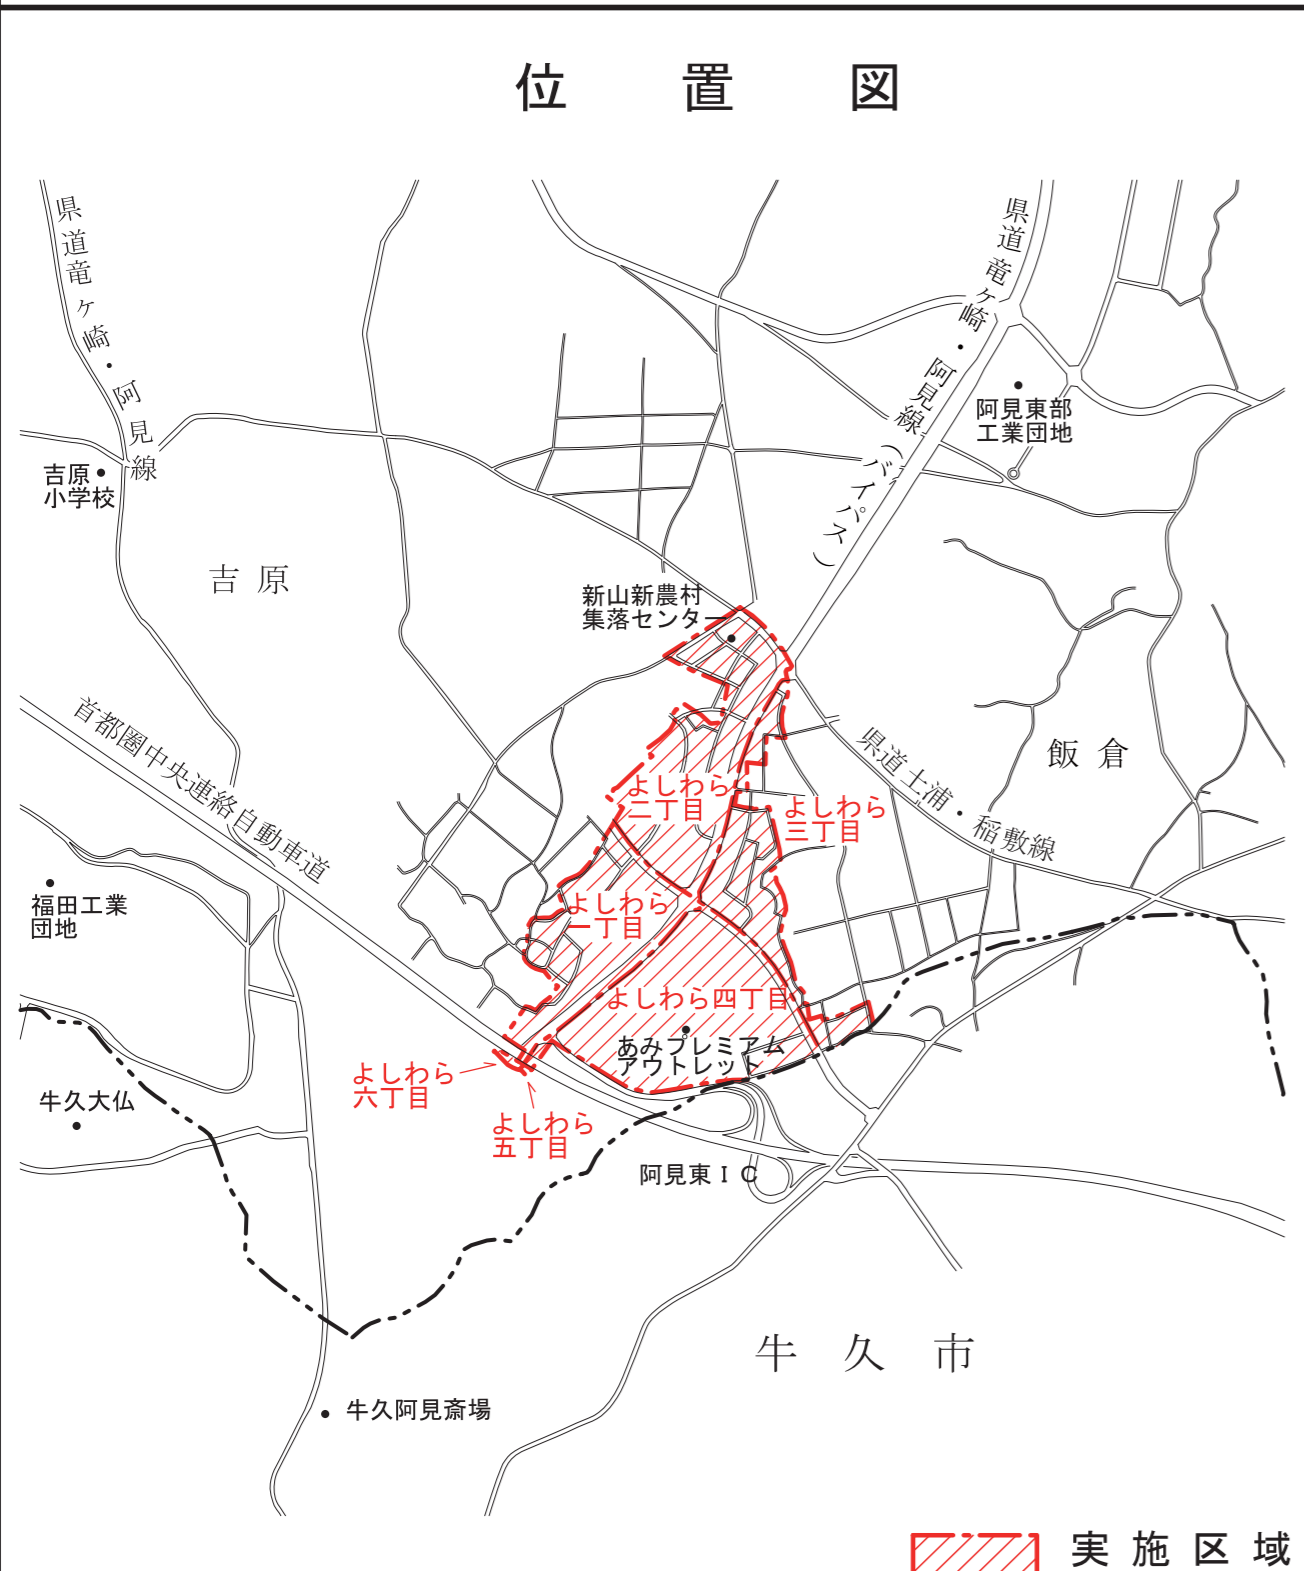 位置図
県道竜ヶ崎・阿見線
県道竜ヶ崎・阿見線(バイパス)
阿見東部
工業団地
吉原
小学校
吉原
新山新農村
集落センター
首都圏中央連絡自動車道
県道土浦・稲敷線
飯倉
よしわら
二丁目
よしわら
三丁目
福田工業
団地
よしわら
一丁目
よしわら四丁目
あみプレミアム
アウトレット
よしわら
六丁目
よしわら
五丁目
牛久大仏
阿見東IC
牛久市
牛久阿見斎場
実施区域